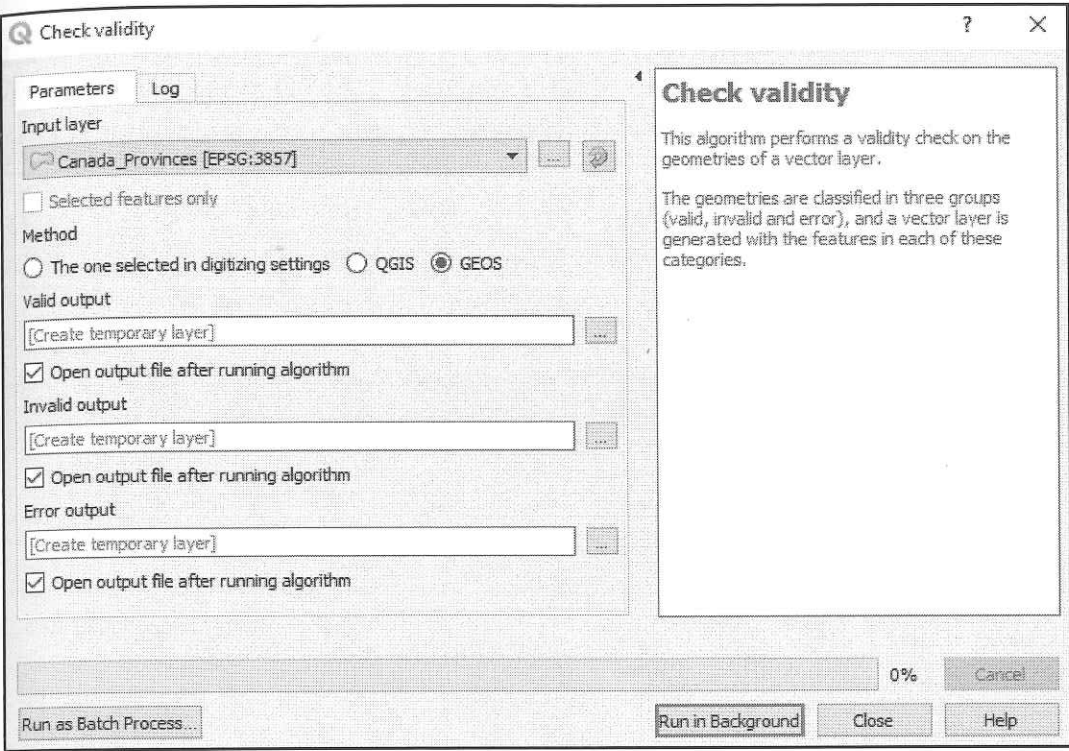 Check validity
?
X
Parameters
Log
Input layer
Canada_Provinces [EPSG:3857]
...
Selected features only
Method
The one selected in digitizing settings
QGIS
GEOS
Valid output
[Create temporary layer]
...
Open output file after running algorithm
Invalid output
[Create temporary layer]
...
Open output file after running algorithm
Error output
[Create temporary layer]
...
Open output file after running algorithm
Check validity
This algorithm performs a validity check on the
geometries of a vector layer.
The geometries are classified in three groups
(valid, invalid and error), and a vector layer is
generated with the features in each of these
categories.
0%
Cancel
Run as Batch Process...
Run in Background
Close
Help